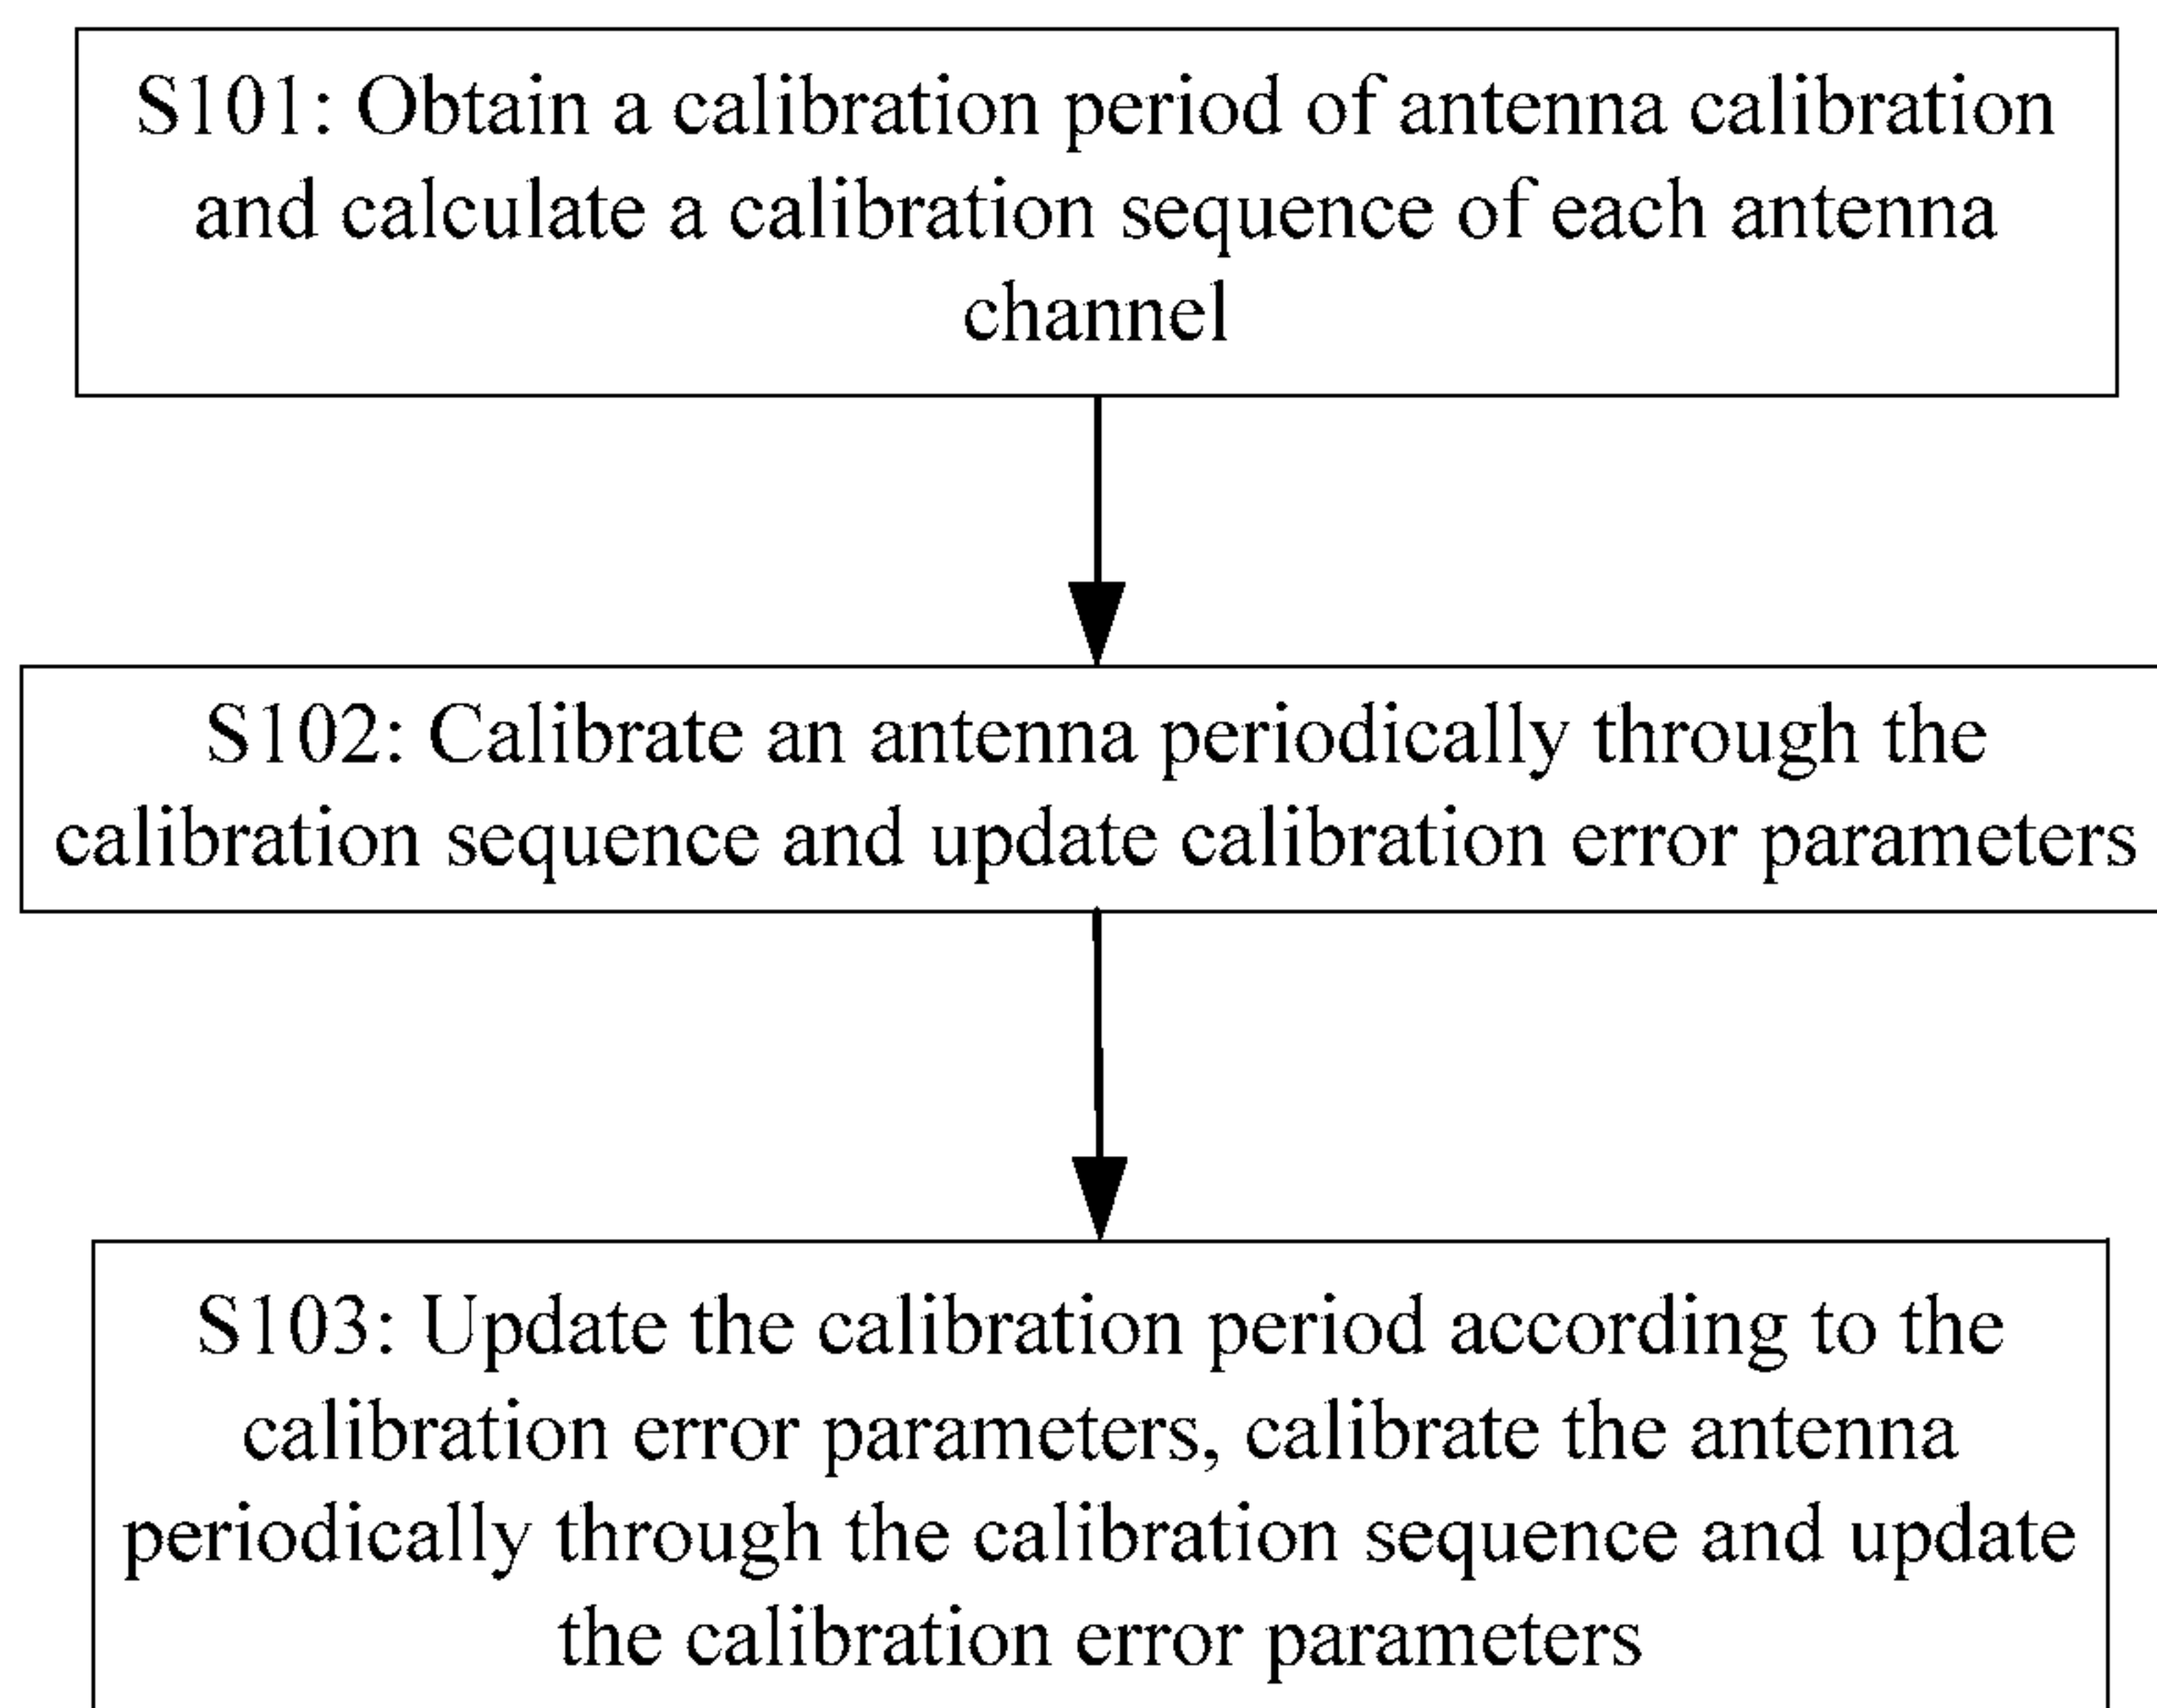 S101: Obtain a calibration period of antenna calibration
and calculate a calibration sequence of each antenna
channel
S102: Calibrate an antenna periodically through the
calibration sequence and update calibration error parameters
S103: Update the calibration period according to the
calibration error parameters, calibrate the antenna
periodically through the calibration sequence and update
the calibration error parameters